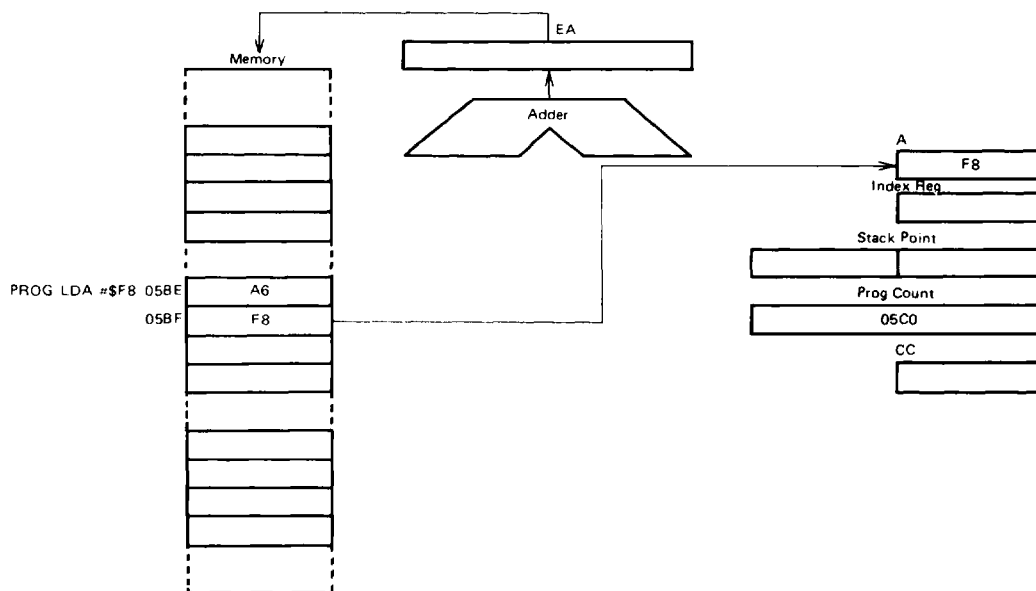 EA
Memory
Adder
A
F8
Index Reg
Stack Point
PROG LDA #$F8 05BE A6
Prog Count
05BF F8
05C0
CC